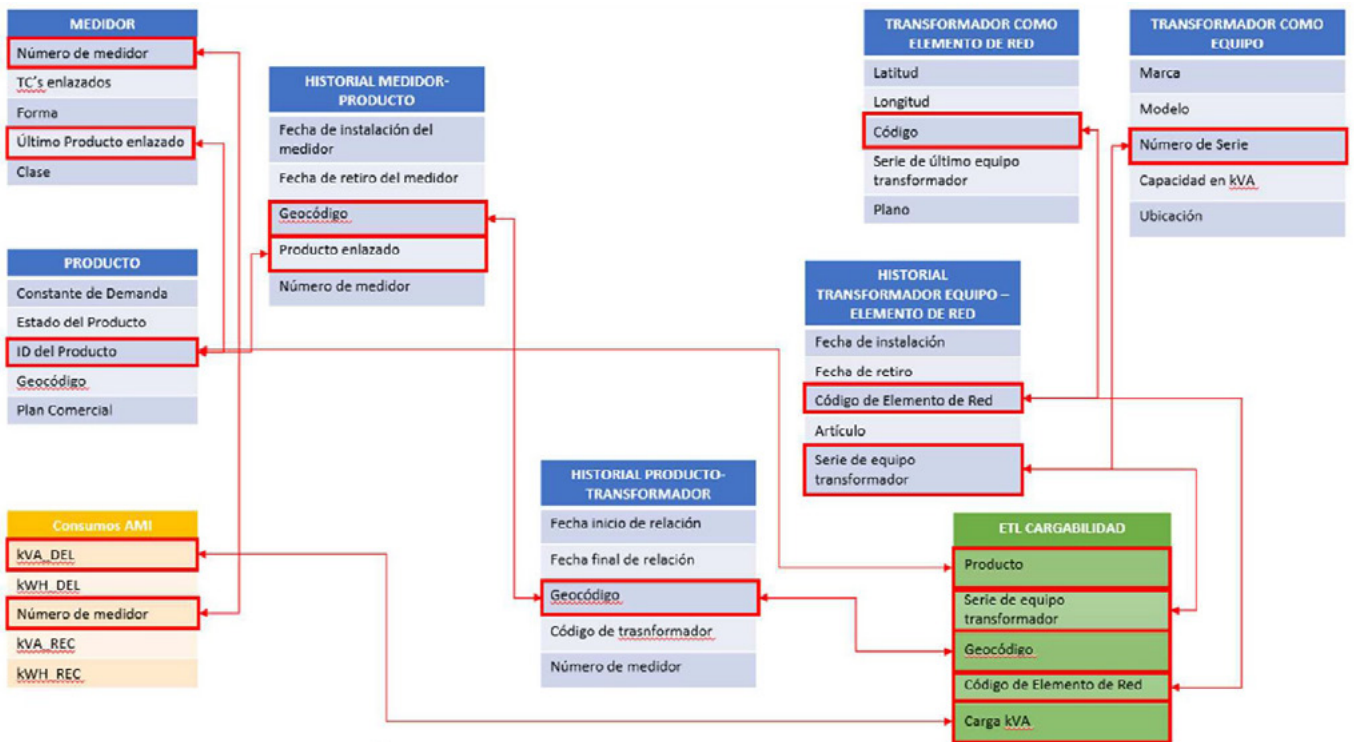 MEDIDOR
Número de medidor
TC's enlazados
Forma
Último Producto enlazado
Clase
HISTORIAL MEDIDOR-
PRODUCTO
Fecha de instalación del
medidor
Fecha de retiro del medidor
Geocódigo
Producto enlazado
Número de medidor
TRANSFORMADOR COMO
ELEMENTO DE RED
Latitud
Longitud
Código
Serie de último equipo
transformador
Plano
TRANSFORMADOR COMO
EQUIPO
Marca
Modelo
Número de Serie
Capacidad en kVA
Ubicación
PRODUCTO
Constante de Demanda
Estado del Producto
ID del Producto
Geocódigo
Plan Comercial
HISTORIAL
TRANSFORMADOR EQUIPO –
ELEMENTO DE RED
Fecha de instalación
Fecha de retiro
Código de Elemento de Red
Artículo
Serie de equipo
transformador
HISTORIAL PRODUCTO-
TRANSFORMADOR
Fecha inicio de relación
Fecha final de relación
Geocódigo
Código de trasnformador
Número de medidor
Consumos AMI
kVA_DEL
kWH_DEL
Número de medidor
kVA_REC
kWH_REC
ETL CARGABILIDAD
Producto
Serie de equipo
transformador
Geocódigo
Código de Elemento de Red
Carga kVA